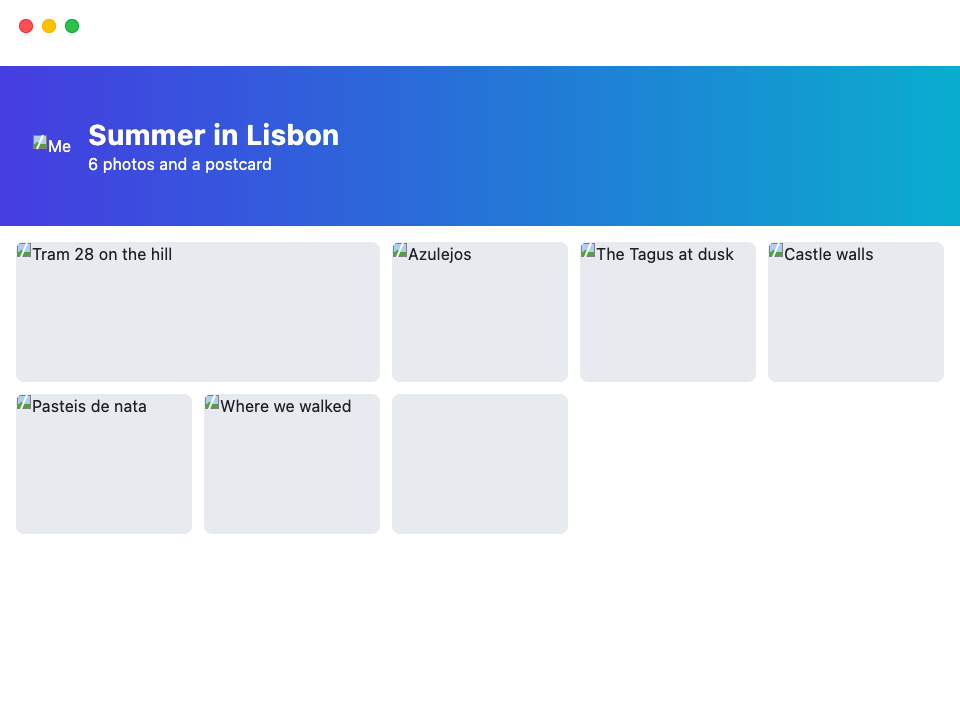 Me
Summer in Lisbon
6 photos and a postcard
Tram 28 on the hill
Azulejos
The Tagus at dusk
Castle walls
Pasteis de nata
Where we walked